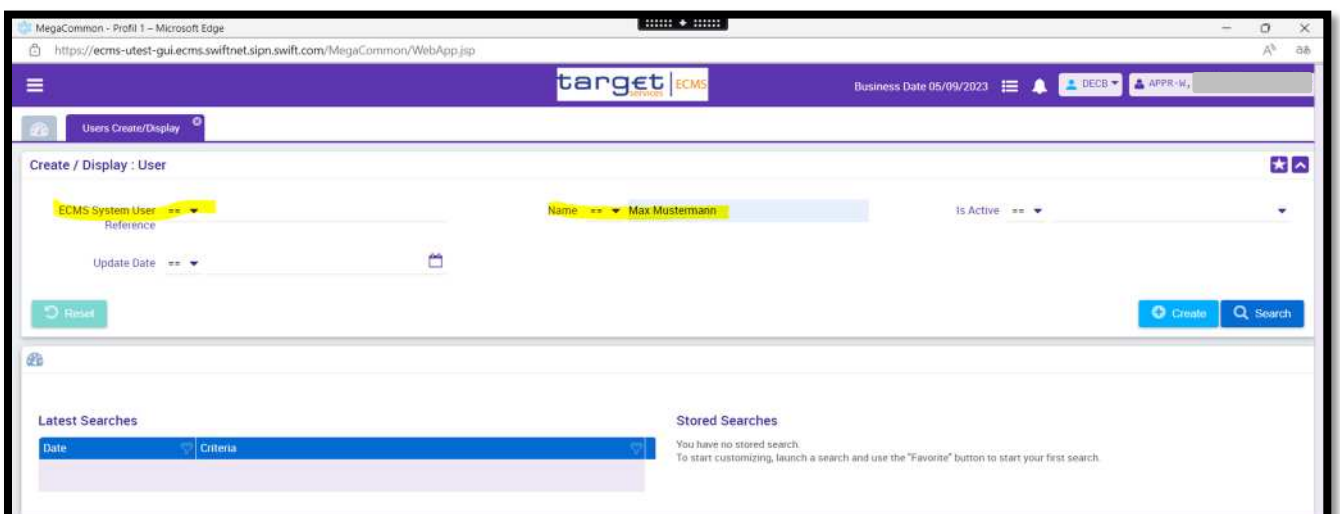 MegaCommon - Profil 1 – Microsoft Edge
https://ecms-utest-gui.ecms.swiftnet.sipn.swift.com/MegaCommon/WebApp.jsp
target services | ECMS
Business Date 05/09/2023
DECB
APPR-W,
Users Create/Display
Create / Display : User
ECMS System User Reference ==
Name == Max Mustermann
Is Active ==
Update Date ==
Reset
Create
Search
Latest Searches
Stored Searches
Date Criteria
You have no stored search.
To start customizing, launch a search and use the "Favorite" button to start your first search.